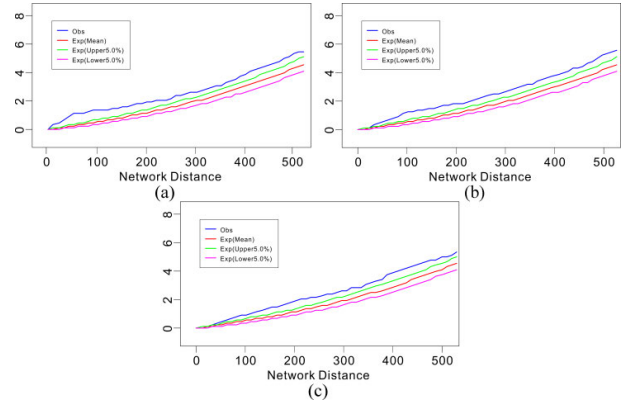 8
6
4
2
0
Obs
Exp(Mean)
Exp(Upper5.0%)
Exp(Lower5.0%)
0 100 200 300 400 500
Network Distance
(a)
8
6
4
2
0
Obs
Exp(Mean)
Exp(Upper5.0%)
Exp(Lower5.0%)
0 100 200 300 400 500
Network Distance
(b)
8
6
4
2
0
Obs
Exp(Mean)
Exp(Upper5.0%)
Exp(Lower5.0%)
0 100 200 300 400 500
Network Distance
(c)